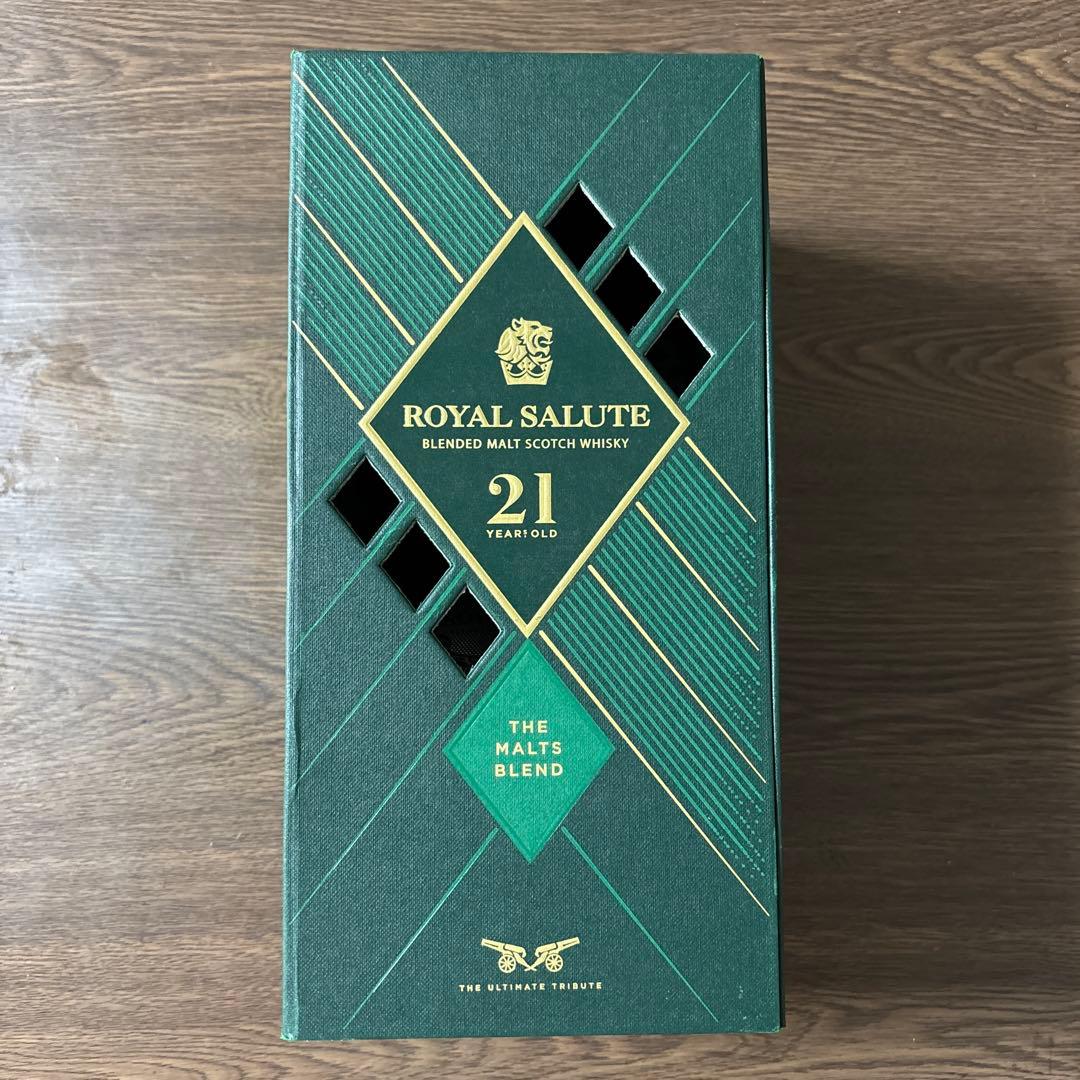 ROYAL SALUTE
BLENDED MALT SCOTCH WHISKY
21
YEARS OLD
THE
MALTS
BLEND
THE ULTIMATE TRIBUTE